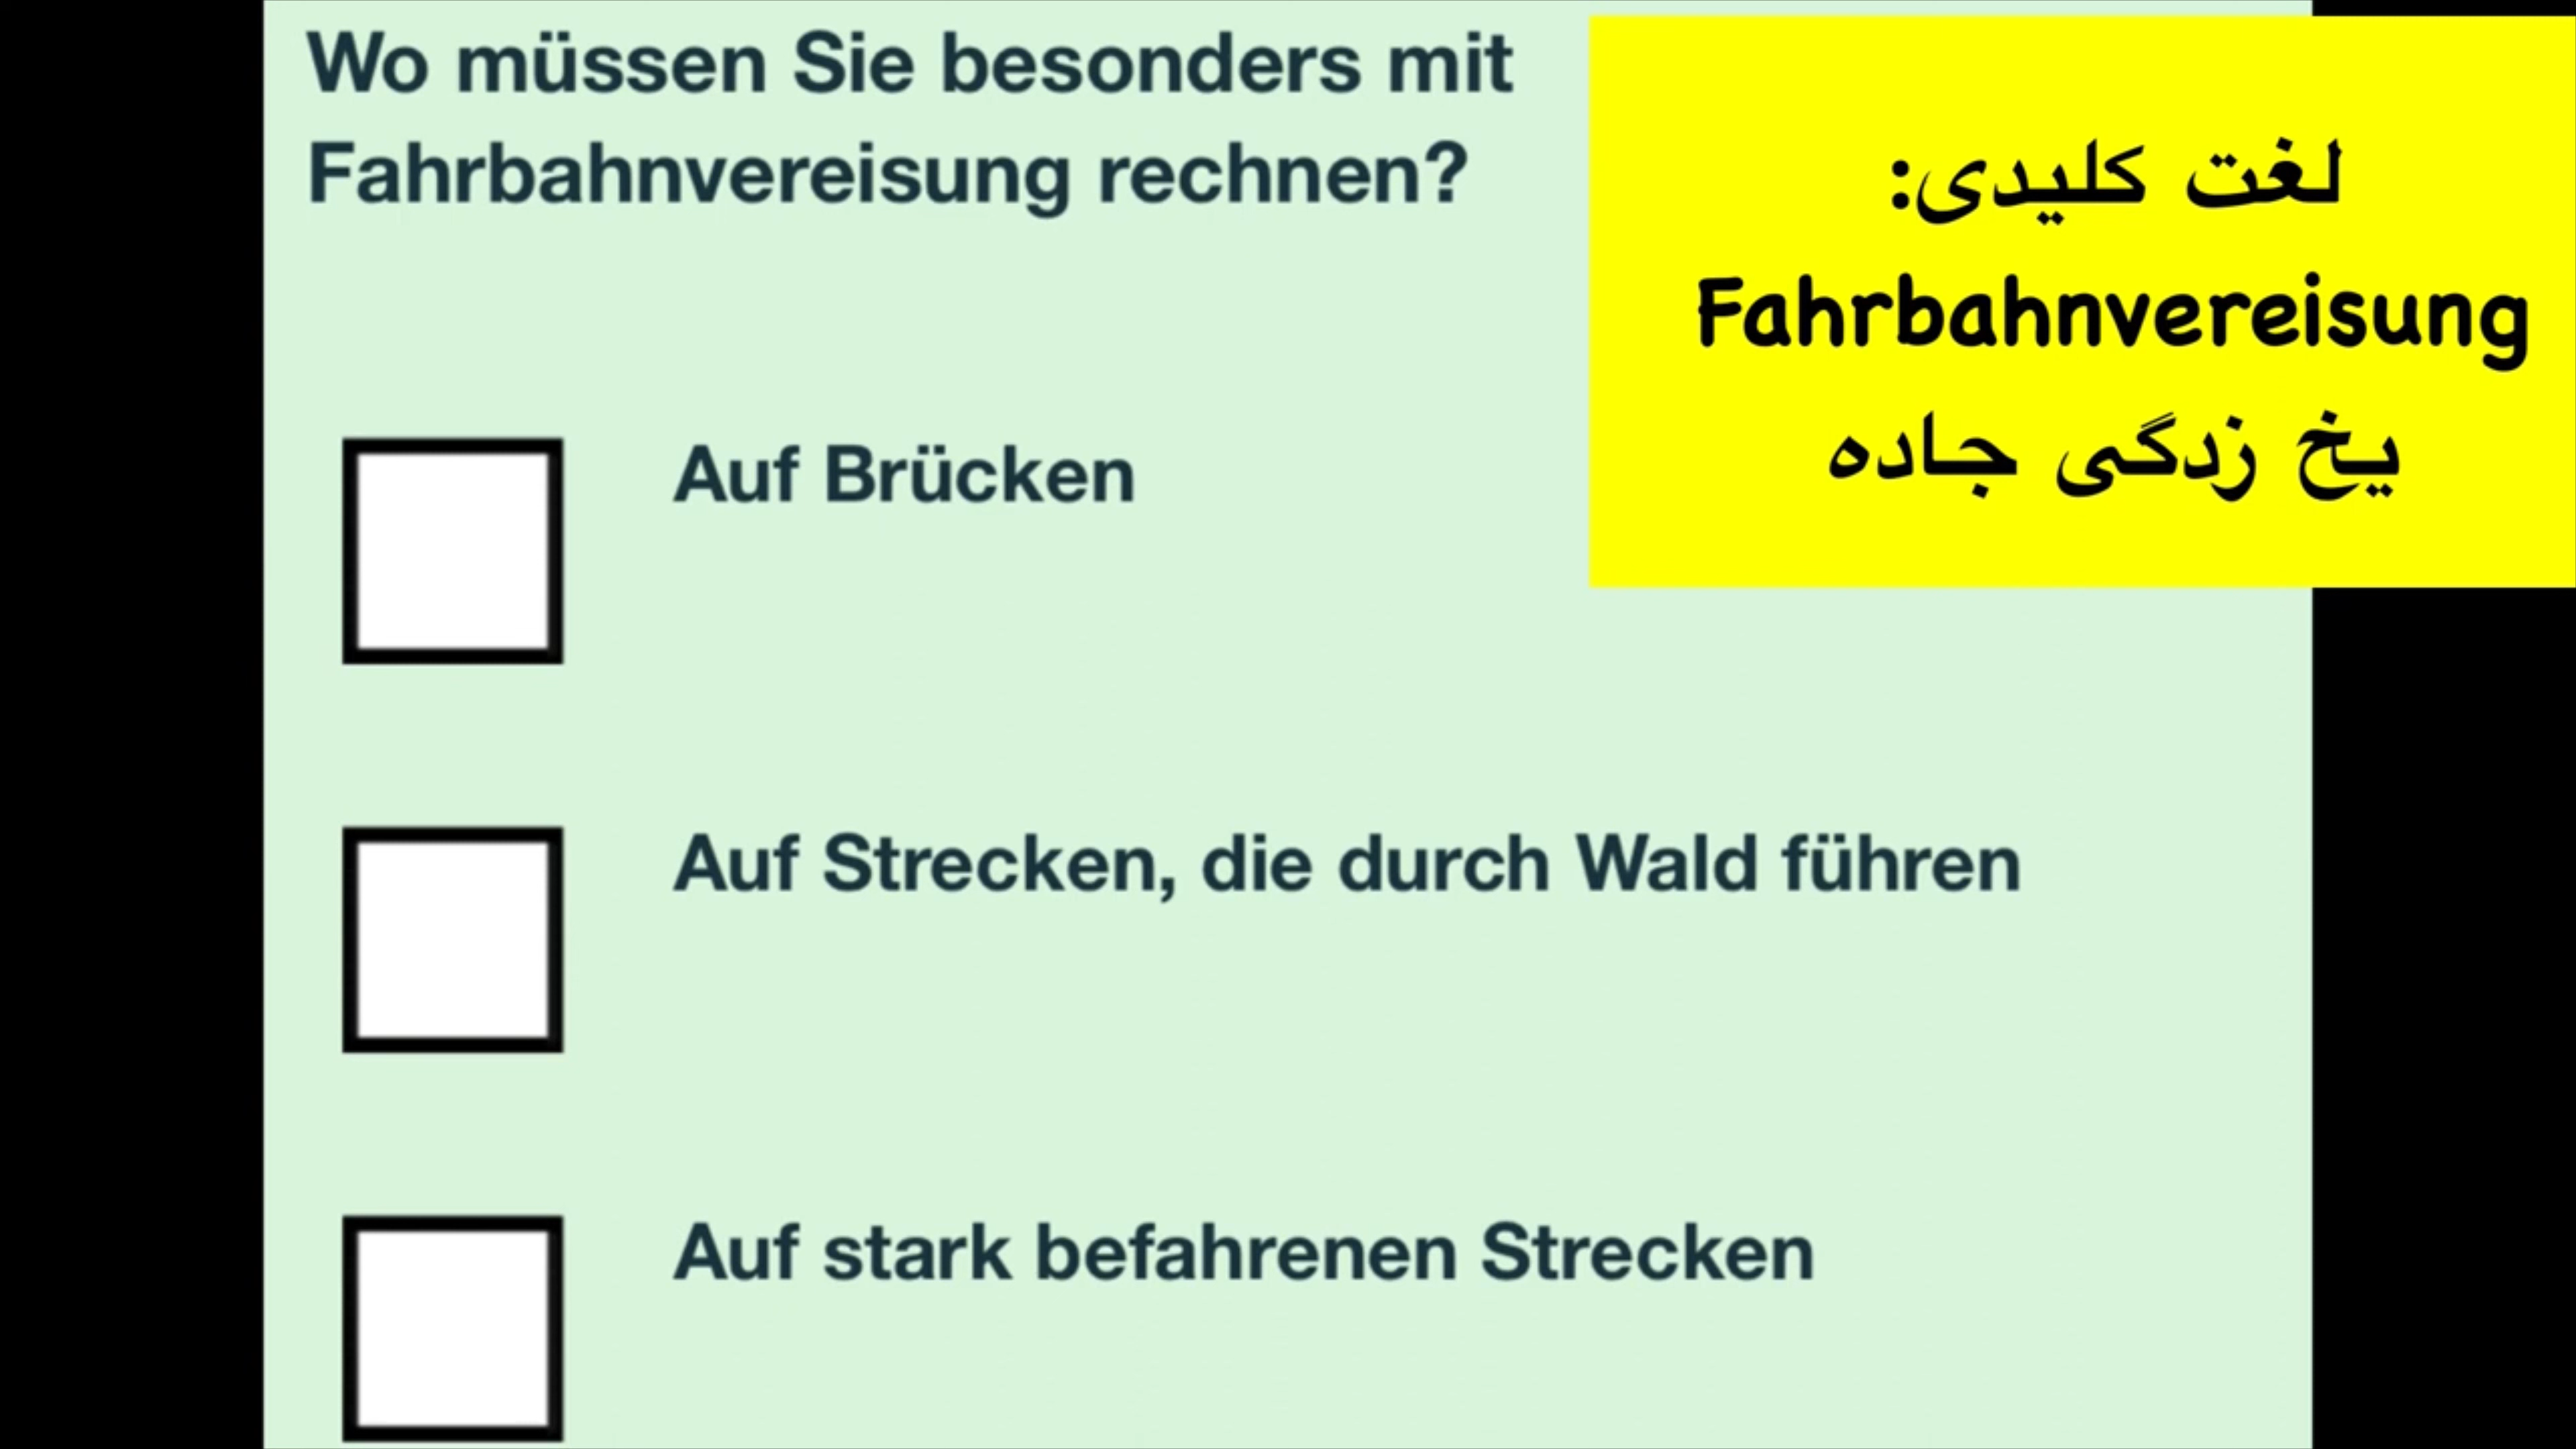 Wo müssen Sie besonders mit
Fahrbahnvereisung rechnen?
لغت کلیدی:
Fahrbahnvereisung
یخ زدگی جاده
Auf Brücken
Auf Strecken, die durch Wald führen
Auf stark befahrenen Strecken